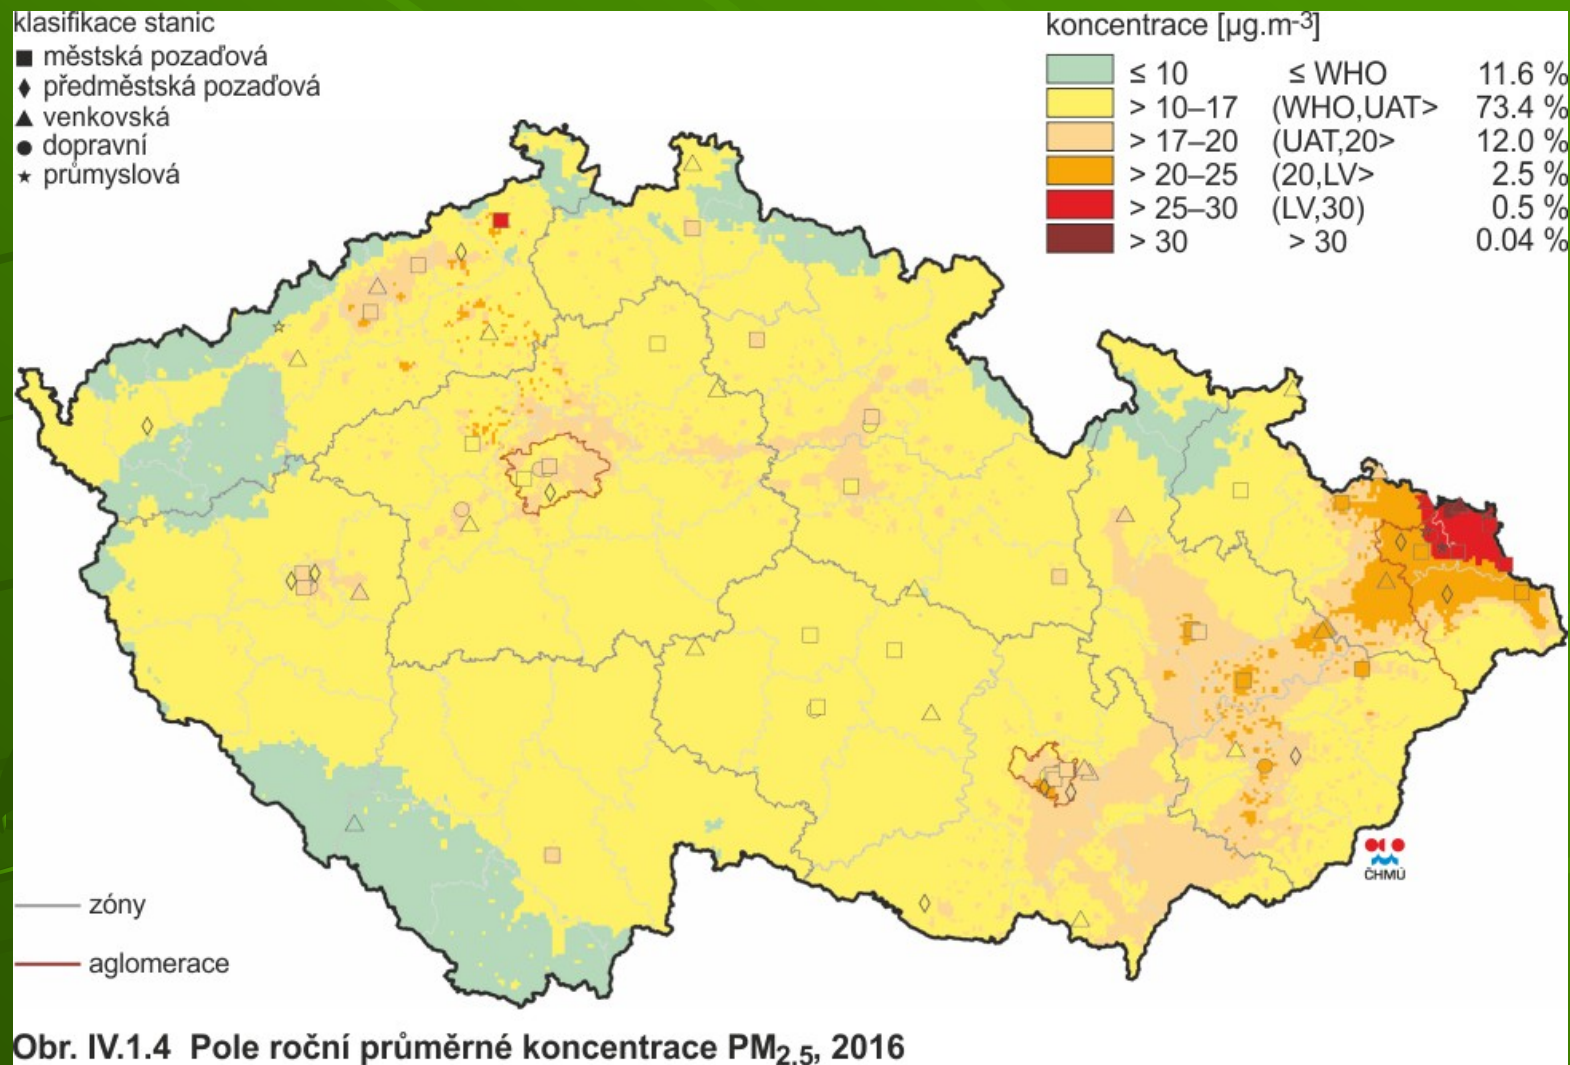 klasifikace stanic
městská pozaďová
předměstská pozaďová
venkovská
dopravní
průmyslová
koncentrace [µg.m-3]
≤ 10 ≤ WHO 11.6 %
> 10–17 (WHO,UAT> 73.4 %
> 17–20 (UAT,20> 12.0 %
> 20–25 (20,LV> 2.5 %
> 25–30 (LV,30) 0.5 %
> 30 > 30 0.04 %
ČHMÚ
zóny
aglomerace
Obr. IV.1.4 Pole roční průměrné koncentrace PM2,5, 2016